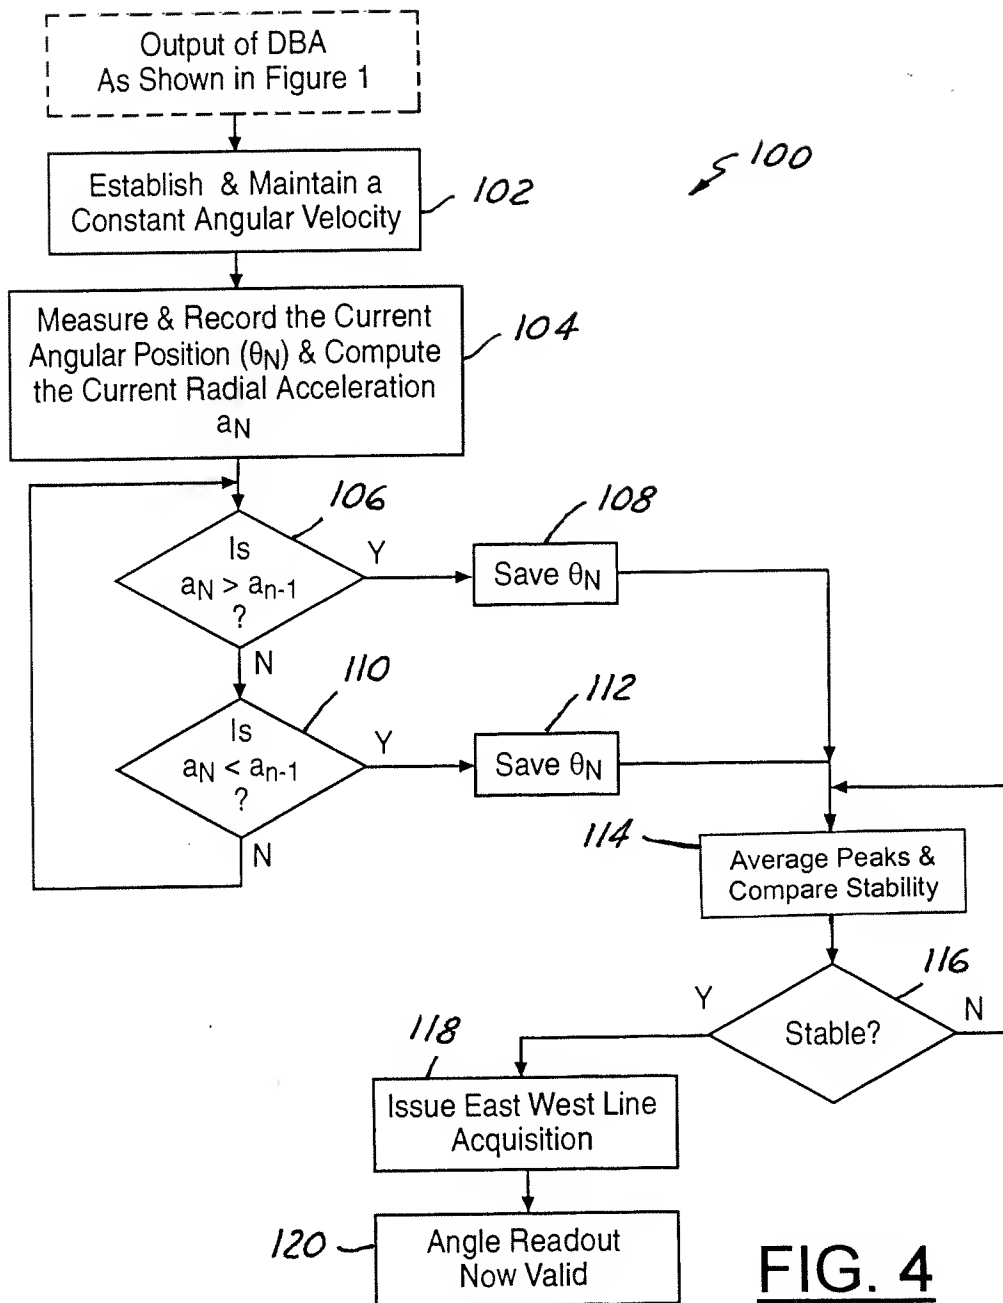 Output of DBA
As Shown in Figure 1
100
Establish & Maintain a
Constant Angular Velocity
102
Measure & Record the Current
Angular Position (θN) & Compute
the Current Radial Acceleration
aN
104
106
Is
aN > an-1
?
Y
N
108
Save θN
110
Is
aN < an-1
?
Y
N
112
Save θN
114
Average Peaks &
Compare Stability
116
Stable?
Y
N
118
Issue East West Line
Acquisition
120
Angle Readout
Now Valid
FIG. 4